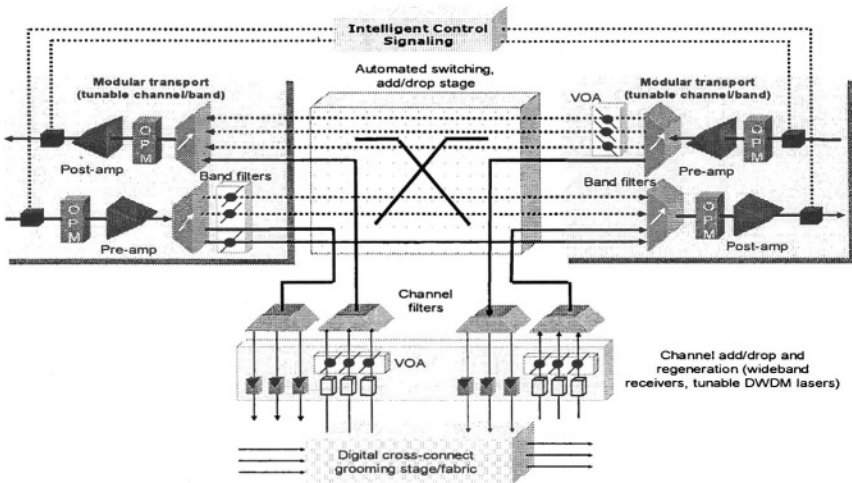 Intelligent Control
Signaling
Automated switching,
add/drop stage
Modular transport
(tunable channel/band)
Modular transport
(tunable channel/band)
VOA
OPM
OPM
Post-amp
Pre-amp
Band filters
Band filters
OPM
OPM
Pre-amp
Post-amp
Channel
filters
VOA
Channel add/drop and
regeneration (wideband
receivers, tunable DWDM lasers)
Digital cross-connect
grooming stage/fabric